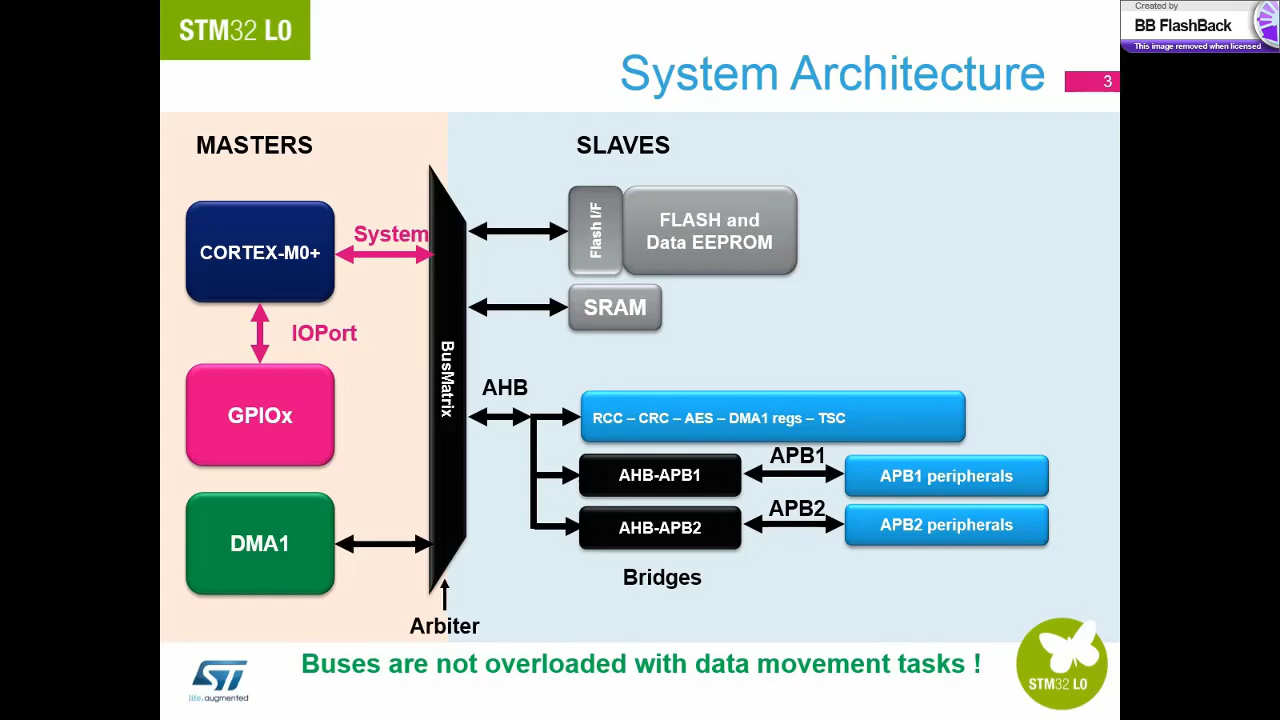 STM32 L0
Created by
BB FlashBack
This image removed when licensed
System Architecture
3
MASTERS
SLAVES
CORTEX-M0+
System
Flash I/F
FLASH and
Data EEPROM
SRAM
IOPort
GPIOx
BusMatrix
AHB
RCC – CRC – AES – DMA1 regs – TSC
AHB-APB1
APB1
APB1 peripherals
AHB-APB2
APB2
APB2 peripherals
DMA1
Bridges
Arbiter
Buses are not overloaded with data movement tasks !
ST
life.augmented
STM32 L0